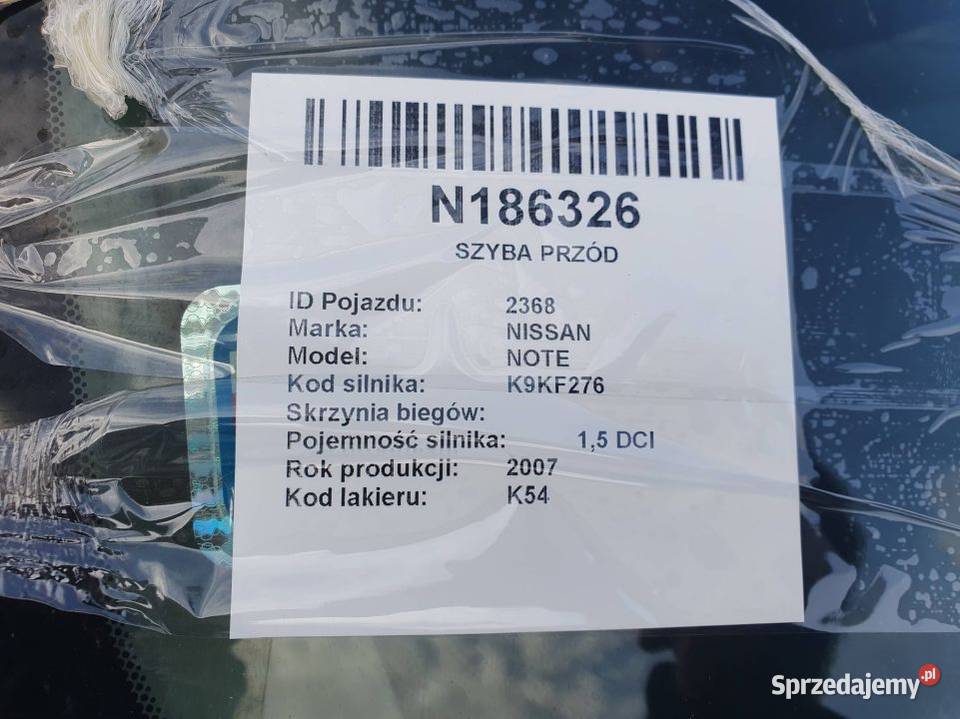 N186326
SZYBA PRZÓD
ID Pojazdu: 2368
Marka: NISSAN
Model: NOTE
Kod silnika: K9KF276
Skrzynia biegów:
Pojemność silnika: 1,5 DCI
Rok produkcji: 2007
Kod lakieru: K54
Sprzedajemy.pl